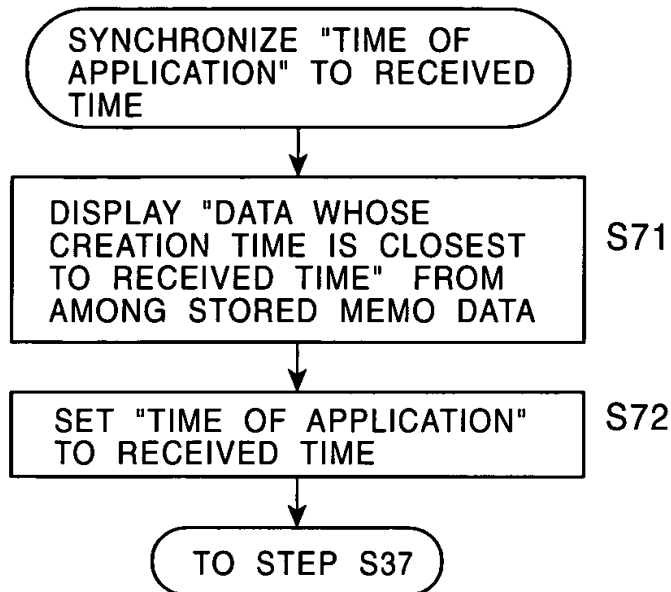 SYNCHRONIZE "TIME OF
APPLICATION" TO RECEIVED
TIME
DISPLAY "DATA WHOSE
CREATION TIME IS CLOSEST
TO RECEIVED TIME" FROM
AMONG STORED MEMO DATA
S71
SET "TIME OF APPLICATION"
TO RECEIVED TIME
S72
TO STEP S37